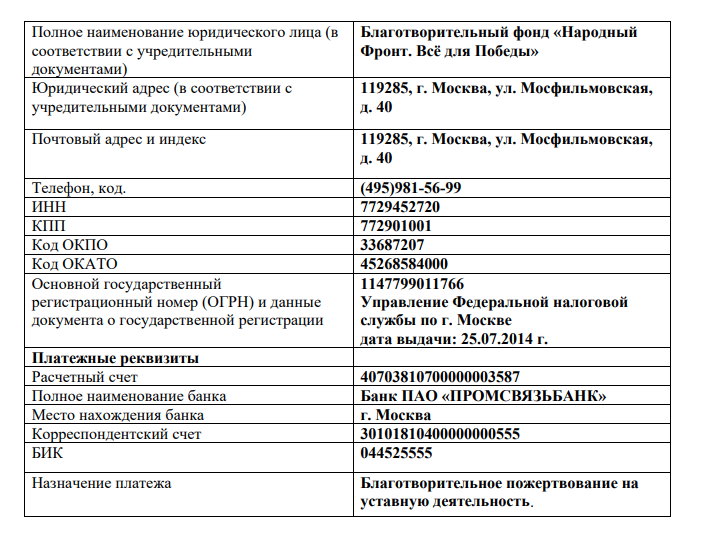 Полное наименование юридического лица (в
соответствии с учредительными
документами)
Благотворительный фонд «Народный
Фронт. Всё для Победы»
Юридический адрес (в соответствии с
учредительными документами)
119285, г. Москва, ул. Мосфильмовская,
д. 40
Почтовый адрес и индекс
119285, г. Москва, ул. Мосфильмовская,
д. 40
Телефон, код.
(495)981-56-99
ИНН
7729452720
КПП
772901001
Код ОКПО
33687207
Код ОКАТО
45268584000
Основной государственный
регистрационный номер (ОГРН) и данные
документа о государственной регистрации
1147799011766
Управление Федеральной налоговой
службы по г. Москве
дата выдачи: 25.07.2014 г.
Платежные реквизиты
Расчетный счет
40703810700000003587
Полное наименование банка
Банк ПАО «ПРОМСВЯЗЬБАНК»
Место нахождения банка
г. Москва
Корреспондентский счет
30101810400000000555
БИК
044525555
Назначение платежа
Благотворительное пожертвование на
уставную деятельность.